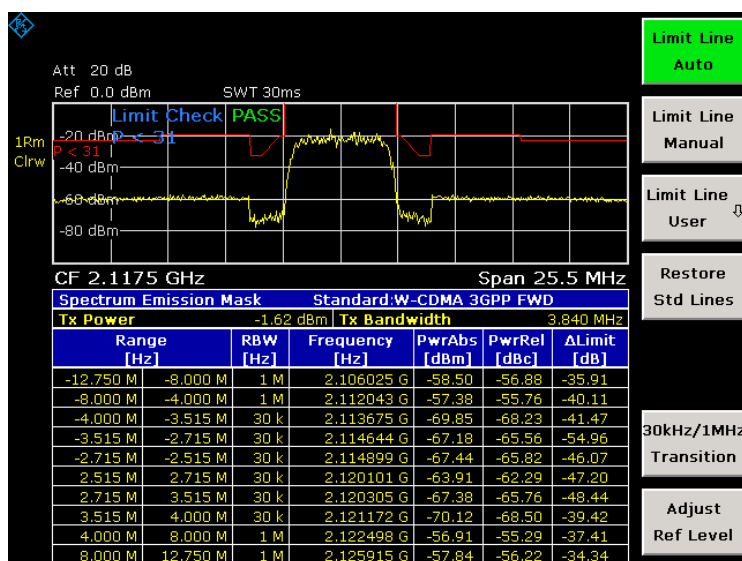 Att 20 dB
Ref 0.0 dBm SWT 30ms
Limit Check PASS
P < 31
-20 dBm
P < 31
1Rm
Clrw
-40 dBm
-60 dBm
-80 dBm
CF 2.1175 GHz Span 25.5 MHz
Spectrum Emission Mask Standard:W-CDMA 3GPP FWD
Tx Power -1.62 dBm Tx Bandwidth 3.840 MHz
Range [Hz] RBW [Hz] Frequency [Hz] PwrAbs [dBm] PwrRel [dBc] ΔLimit [dB]
-12.750 M -8.000 M 1 M 2.106025 G -58.50 -56.88 -35.91
-8.000 M -4.000 M 1 M 2.112043 G -57.38 -55.76 -40.11
-4.000 M -3.515 M 30 k 2.113675 G -69.85 -68.23 -41.47
-3.515 M -2.715 M 30 k 2.114644 G -67.18 -65.56 -54.96
-2.715 M -2.515 M 30 k 2.114899 G -67.44 -65.82 -46.07
2.515 M 2.715 M 30 k 2.120101 G -63.91 -62.29 -47.20
2.715 M 3.515 M 30 k 2.120305 G -67.38 -65.76 -48.44
3.515 M 4.000 M 30 k 2.121172 G -70.12 -68.50 -39.42
4.000 M 8.000 M 1 M 2.122498 G -56.91 -55.29 -37.41
8.000 M 12.750 M 1 M 2.125915 G -57.84 -56.22 -34.34
Limit Line
Auto
Limit Line
Manual
Limit Line
User
Restore
Std Lines
30kHz/1MHz
Transition
Adjust
Ref Level